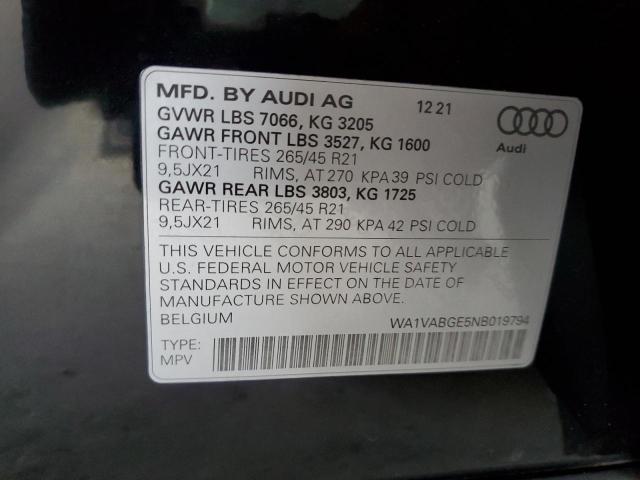 MFD. BY AUDI AG 12 21
GVWR LBS 7066, KG 3205
GAWR FRONT LBS 3527, KG 1600
FRONT-TIRES 265/45 R21
9,5JX21 RIMS, AT 270 KPA 39 PSI COLD
GAWR REAR LBS 3803, KG 1725
REAR-TIRES 265/45 R21
9,5JX21 RIMS, AT 290 KPA 42 PSI COLD
Audi
THIS VEHICLE CONFORMS TO ALL APPLICABLE
U.S. FEDERAL MOTOR VEHICLE SAFETY
STANDARDS IN EFFECT ON THE DATE OF
MANUFACTURE SHOWN ABOVE.
BELGIUM WA1VABGE5NB019794
TYPE:
MPV